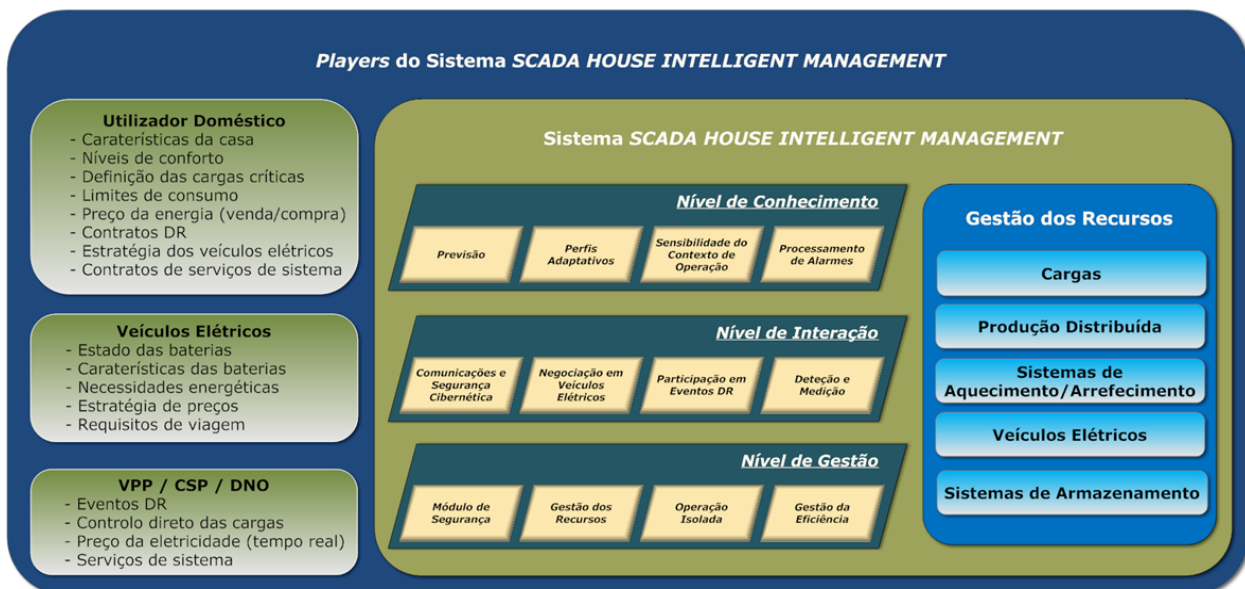 Players do Sistema SCADA HOUSE INTELLIGENT MANAGEMENT
Utilizador Doméstico
- Caraterísticas da casa
- Níveis de conforto
- Definição das cargas críticas
- Limites de consumo
- Preço da energia (venda/compra)
- Contratos DR
- Estratégia dos veículos elétricos
- Contratos de serviços de sistema
Veículos Elétricos
- Estado das baterias
- Caraterísticas das baterias
- Necessidades energéticas
- Estratégia de preços
- Requisitos de viagem
VPP / CSP / DNO
- Eventos DR
- Controlo direto das cargas
- Preço da eletricidade (tempo real)
- Serviços de sistema
Sistema SCADA HOUSE INTELLIGENT MANAGEMENT
Nível de Conhecimento
Previsão
Perfis
Adaptativos
Sensibilidade do
Contexto de
Operação
Processamento
de Alarmes
Nível de Interação
Comunicações e
Segurança
Cibernética
Negociação em
Veículos
Elétricos
Participação em
Eventos DR
Deteção e
Medição
Nível de Gestão
Módulo de
Segurança
Gestão dos
Recursos
Operação
Isolada
Gestão da
Eficiência
Gestão dos Recursos
Cargas
Produção Distribuída
Sistemas de
Aquecimento/Arrefecimento
Veículos Elétricos
Sistemas de Armazenamento